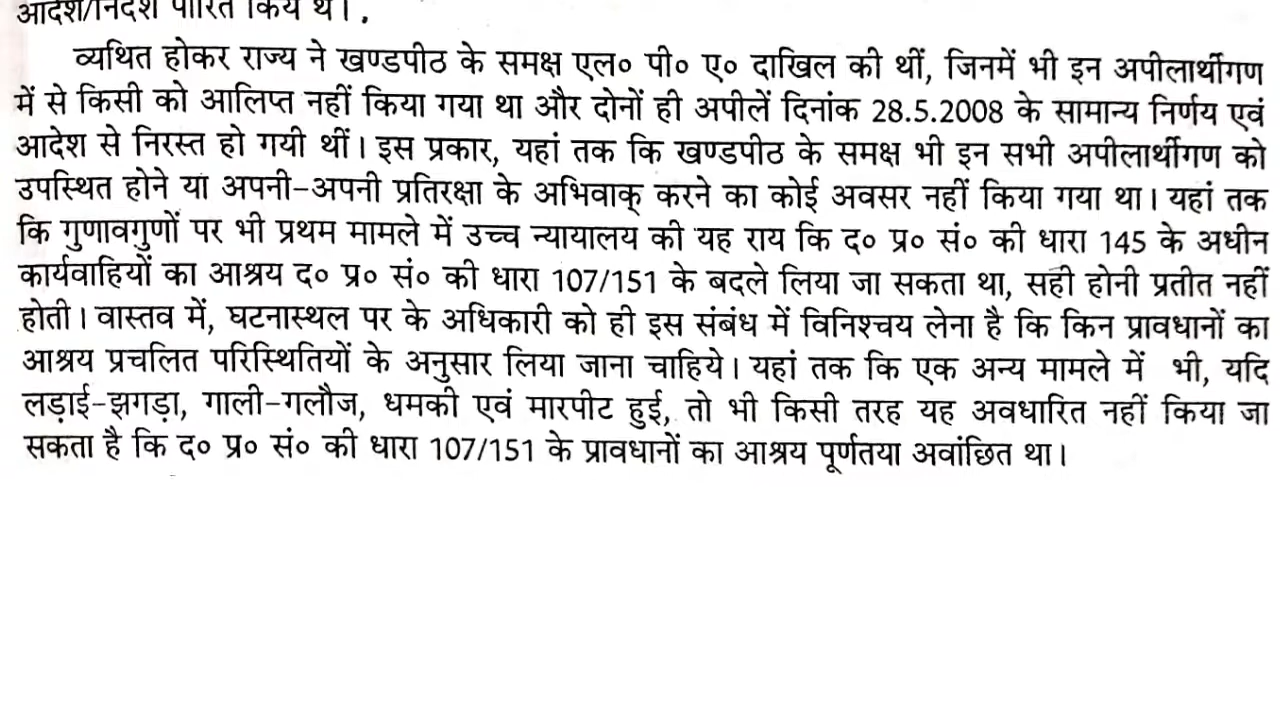 आदेश/निदेश पारित किये थे।
व्यथित होकर राज्य ने खण्डपीठ के समक्ष एल० पी० ए० दाखिल की थीं, जिनमें भी इन अपीलार्थीगण
में से किसी को आलिप्त नहीं किया गया था और दोनों ही अपीलें दिनांक 28.5.2008 के सामान्य निर्णय एवं
आदेश से निरस्त हो गयी थीं। इस प्रकार, यहां तक कि खण्डपीठ के समक्ष भी इन सभी अपीलार्थीगण को
उपस्थित होने या अपनी-अपनी प्रतिरक्षा के अभिवाक् करने का कोई अवसर नहीं किया गया था। यहां तक
कि गुणावगुणों पर भी प्रथम मामले में उच्च न्यायालय की यह राय कि द० प्र० सं० की धारा 145 के अधीन
कार्यवाहियों का आश्रय द० प्र० सं० की धारा 107/151 के बदले लिया जा सकता था, सही होनी प्रतीत नहीं
होती। वास्तव में, घटनास्थल पर के अधिकारी को ही इस संबंध में विनिश्चय लेना है कि किन प्रावधानों का
आश्रय प्रचलित परिस्थितियों के अनुसार लिया जाना चाहिये। यहां तक कि एक अन्य मामले में भी, यदि
लड़ाई-झगड़ा, गाली-गलौज, धमकी एवं मारपीट हुई, तो भी किसी तरह यह अवधारित नहीं किया जा
सकता है कि द० प्र० सं० की धारा 107/151 के प्रावधानों का आश्रय पूर्णतया अवांछित था।